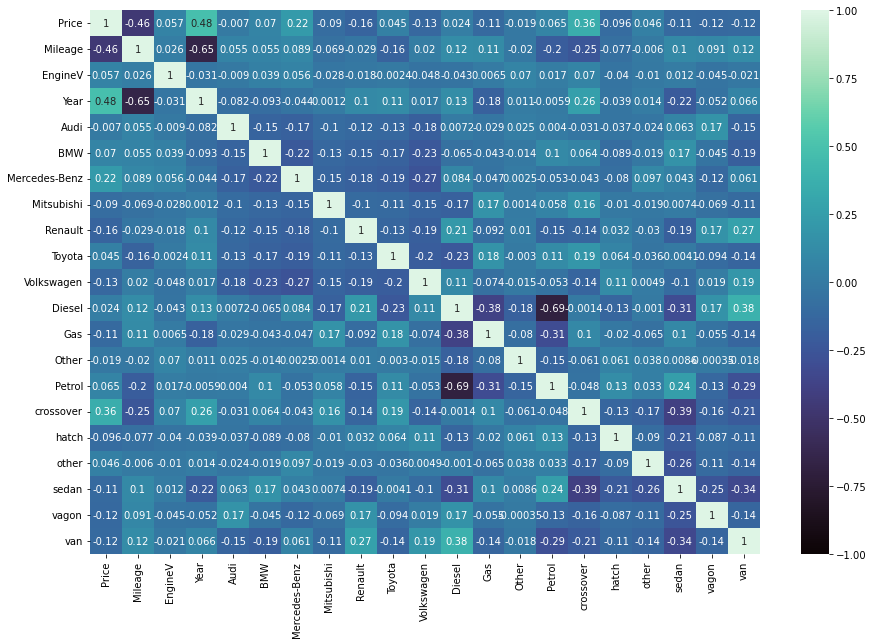 Price 1 -0.46 0.057 0.48 -0.007 0.07 0.22 -0.09 -0.16 0.045 -0.13 0.024 -0.11 -0.019 0.065 0.36 -0.096 0.046 -0.11 -0.12 -0.12 1.00
Mileage -0.46 1 0.026 -0.65 0.055 0.055 0.089 -0.069 -0.029 -0.16 0.02 0.12 0.11 -0.02 -0.2 -0.25 -0.077 -0.006 0.1 0.091 0.12
EngineV 0.057 0.026 1 -0.031 -0.009 0.039 0.056 -0.028 -0.018 0.0024 -0.048 -0.043 0.0065 0.07 0.017 0.07 -0.04 -0.01 0.012 -0.045 -0.021 0.75
Year 0.48 -0.65 -0.031 1 -0.082 -0.093 -0.044 0.0012 0.1 0.11 0.017 0.13 -0.18 0.011 -0.0059 0.26 -0.039 0.014 -0.22 -0.052 0.066
Audi -0.007 0.055 -0.009 -0.082 1 -0.15 -0.17 -0.1 -0.12 -0.13 -0.18 0.0072 -0.029 0.025 0.004 -0.031 -0.037 -0.024 0.063 0.17 -0.15 0.50
BMW 0.07 0.055 0.039 -0.093 -0.15 1 -0.22 -0.13 -0.15 -0.17 -0.23 -0.065 -0.043 -0.014 0.1 0.064 -0.089 -0.019 0.17 -0.045 -0.19
Mercedes-Benz 0.22 0.089 0.056 -0.044 -0.17 -0.22 1 -0.15 -0.18 -0.19 -0.27 0.084 -0.047 0.0025 -0.053 -0.043 -0.08 0.097 0.043 -0.12 0.061
Mitsubishi -0.09 -0.069 -0.028 0.0012 -0.1 -0.13 -0.15 1 -0.1 -0.11 -0.15 -0.17 0.17 0.0014 0.058 0.16 -0.01 -0.019 0.0074 -0.069 -0.11 0.25
Renault -0.16 -0.029 -0.018 0.1 -0.12 -0.15 -0.18 -0.1 1 -0.13 -0.19 0.21 -0.092 0.01 -0.15 -0.14 0.032 -0.03 -0.19 0.17 0.27
Toyota 0.045 -0.16 -0.0024 0.11 -0.13 -0.17 -0.19 -0.11 -0.13 1 -0.2 -0.23 0.18 -0.003 0.11 0.19 0.064 -0.036 -0.0041 -0.094 -0.14
Volkswagen -0.13 0.02 -0.048 0.017 -0.18 -0.23 -0.27 -0.15 -0.19 -0.2 1 0.11 -0.074 -0.015 -0.053 -0.14 0.11 0.0049 -0.1 0.019 0.19 0.00
Diesel 0.024 0.12 -0.043 0.13 0.0072 -0.065 0.084 -0.17 0.21 -0.23 0.11 1 -0.38 -0.18 -0.69 -0.0014 -0.13 -0.001 -0.31 0.17 0.38
Gas -0.11 0.11 0.0065 -0.18 -0.029 -0.043 -0.047 0.17 -0.092 0.18 -0.074 -0.38 1 -0.08 -0.31 0.1 -0.02 -0.065 0.1 -0.055 -0.14
Other -0.019 -0.02 0.07 0.011 0.025 -0.014 0.0025 0.0014 0.01 -0.003 -0.015 -0.18 -0.08 1 -0.15 -0.061 0.061 0.038 0.0086 -0.00035 -0.018 -0.25
Petrol 0.065 -0.2 0.017 -0.0059 0.004 0.1 -0.053 0.058 -0.15 0.11 -0.053 -0.69 -0.31 -0.15 1 -0.048 0.13 0.033 0.24 -0.13 -0.29
crossover 0.36 -0.25 0.07 0.26 -0.031 0.064 -0.043 0.16 -0.14 0.19 -0.14 -0.0014 0.1 -0.061 -0.048 1 -0.13 -0.17 -0.39 -0.16 -0.21 -0.50
hatch -0.096 -0.077 -0.04 -0.039 -0.037 -0.089 -0.08 -0.01 0.032 0.064 0.11 -0.13 -0.02 0.061 0.13 -0.13 1 -0.09 -0.21 -0.087 -0.11
other 0.046 -0.006 -0.01 0.014 -0.024 -0.019 0.097 -0.019 -0.03 -0.036 0.0049 -0.001 -0.065 0.038 0.033 -0.17 -0.09 1 -0.26 -0.11 -0.14
sedan -0.11 0.1 0.012 -0.22 0.063 0.17 0.043 0.0074 -0.19 -0.0041 -0.1 -0.31 0.1 0.0086 0.24 -0.39 -0.21 -0.26 1 -0.25 -0.34 -0.75
vagon -0.12 0.091 -0.045 -0.052 0.17 -0.045 -0.12 -0.069 0.17 -0.094 0.019 0.17 -0.055 -0.00035 -0.13 -0.16 -0.087 -0.11 -0.25 1 -0.14
van -0.12 0.12 -0.021 0.066 -0.15 -0.19 0.061 -0.11 0.27 -0.14 0.19 0.38 -0.14 -0.018 -0.29 -0.21 -0.11 -0.14 -0.34 -0.14 1 -1.00
Price Mileage EngineV Year Audi BMW Mercedes-Benz Mitsubishi Renault Toyota Volkswagen Diesel Gas Other Petrol crossover hatch other sedan vagon van